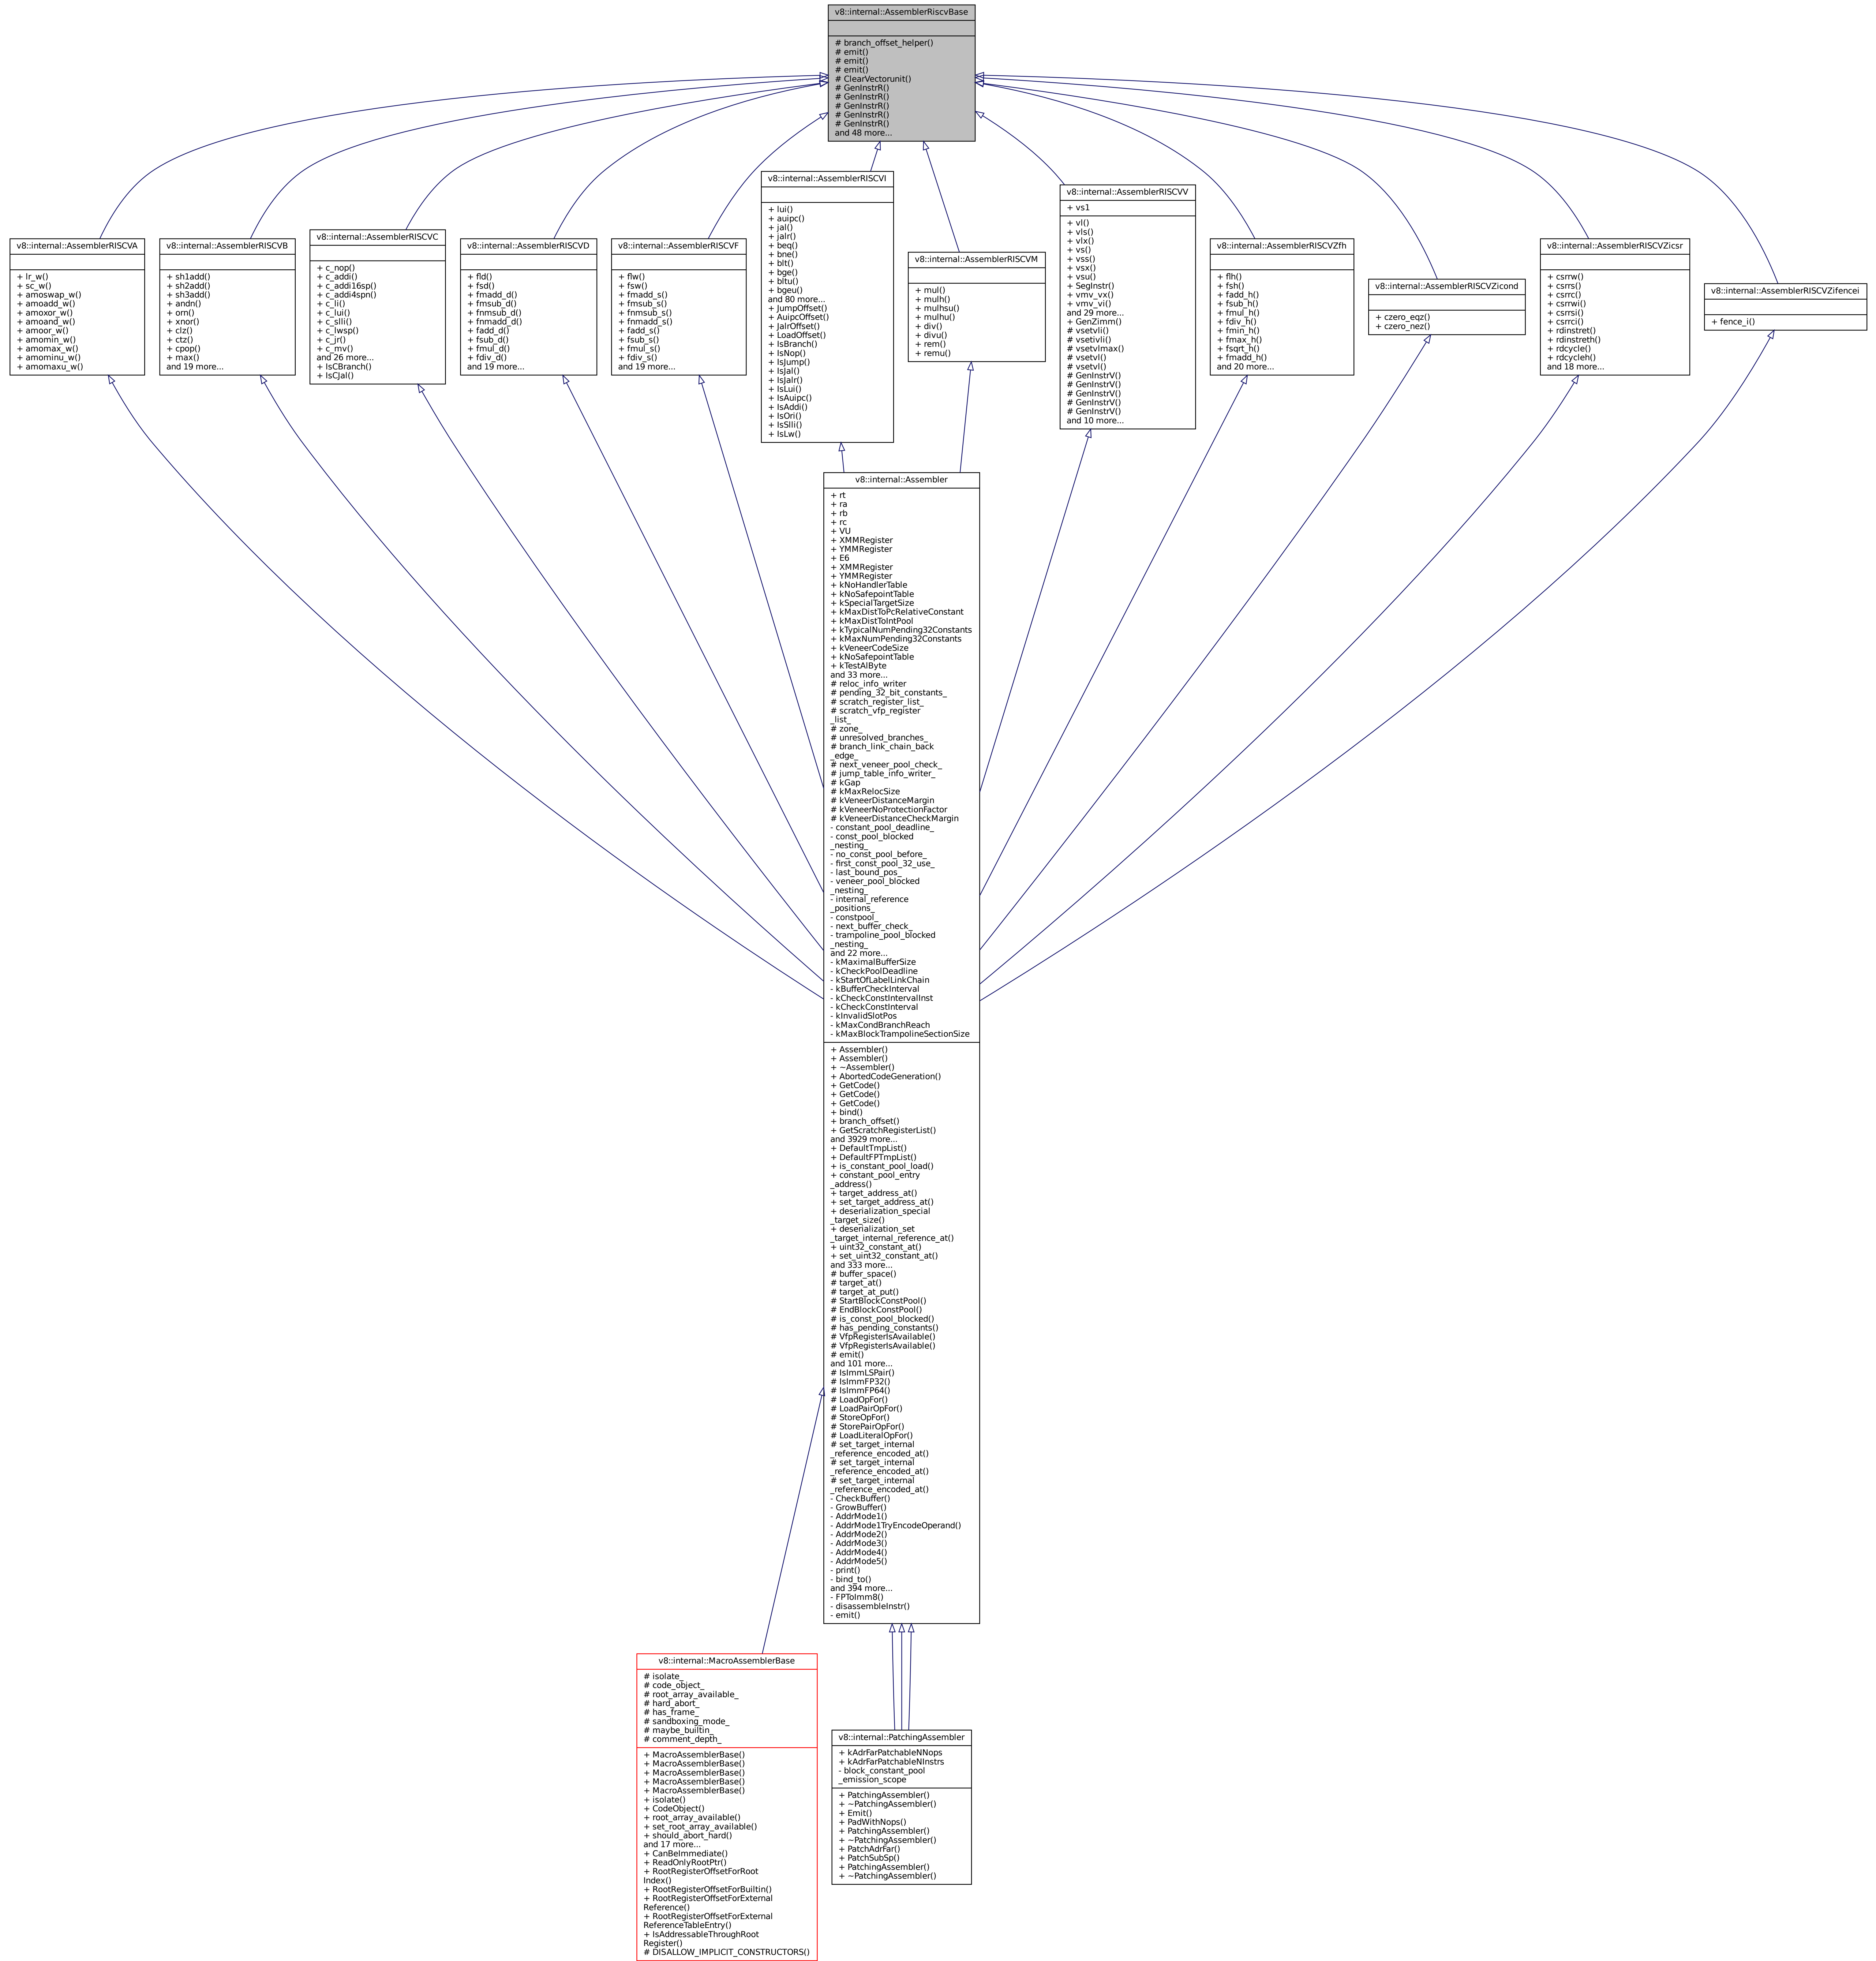 v8::internal::AssemblerRiscvBase
# branch_offset_helper()
# emit()
# emit()
# emit()
# ClearVectorunit()
# GenInstrR()
# GenInstrR()
# GenInstrR()
# GenInstrR()
# GenInstrR()
and 48 more...
v8::internal::AssemblerRISCVA
+ lr_w()
+ sc_w()
+ amoswap_w()
+ amoadd_w()
+ amoxor_w()
+ amoand_w()
+ amoor_w()
+ amomin_w()
+ amomax_w()
+ amominu_w()
+ amomaxu_w()
v8::internal::AssemblerRISCVB
+ sh1add()
+ sh2add()
+ sh3add()
+ andn()
+ orn()
+ xnor()
+ clz()
+ ctz()
+ cpop()
+ max()
and 19 more...
v8::internal::AssemblerRISCVC
+ c_nop()
+ c_addi()
+ c_addi16sp()
+ c_addi4spn()
+ c_li()
+ c_lui()
+ c_slli()
+ c_lwsp()
+ c_jr()
+ c_mv()
and 26 more...
+ IsCBranch()
+ IsCJal()
v8::internal::AssemblerRISCVD
+ fld()
+ fsd()
+ fmadd_d()
+ fmsub_d()
+ fnmsub_d()
+ fnmadd_d()
+ fadd_d()
+ fsub_d()
+ fmul_d()
+ fdiv_d()
and 19 more...
v8::internal::AssemblerRISCVF
+ flw()
+ fsw()
+ fmadd_s()
+ fmsub_s()
+ fnmsub_s()
+ fnmadd_s()
+ fadd_s()
+ fsub_s()
+ fmul_s()
+ fdiv_s()
and 19 more...
v8::internal::AssemblerRISCVI
+ lui()
+ auipc()
+ jal()
+ jalr()
+ beq()
+ bne()
+ blt()
+ bge()
+ bltu()
+ bgeu()
and 80 more...
+ JumpOffset()
+ AuipcOffset()
+ JalrOffset()
+ LoadOffset()
+ IsBranch()
+ IsNop()
+ IsJump()
+ IsJal()
+ IsJalr()
+ IsLui()
+ IsAuipc()
+ IsAddi()
+ IsOri()
+ IsSlli()
+ IsLw()
v8::internal::AssemblerRISCVM
+ mul()
+ mulh()
+ mulhsu()
+ mulhu()
+ div()
+ divu()
+ rem()
+ remu()
v8::internal::AssemblerRISCVV
+ vs1
+ vl()
+ vls()
+ vlx()
+ vs()
+ vss()
+ vsx()
+ vsu()
+ SegInstr()
+ vmv_vx()
+ vmv_vi()
and 29 more...
+ GenZimm()
# vsetvli()
# vsetivli()
# vsetvlmax()
# vsetvl()
# vsetvl()
# GenInstrV()
# GenInstrV()
# GenInstrV()
# GenInstrV()
# GenInstrV()
and 10 more...
v8::internal::AssemblerRISCVZfh
+ flh()
+ fsh()
+ fadd_h()
+ fsub_h()
+ fmul_h()
+ fdiv_h()
+ fmin_h()
+ fmax_h()
+ fsqrt_h()
+ fmadd_h()
and 20 more...
v8::internal::AssemblerRISCVZicond
+ czero_eqz()
+ czero_nez()
v8::internal::AssemblerRISCVZicsr
+ csrrw()
+ csrrs()
+ csrrc()
+ csrrwi()
+ csrrsi()
+ csrrci()
+ rdinstret()
+ rdinstreth()
+ rdcycle()
+ rdcycleh()
and 18 more...
v8::internal::AssemblerRISCVZifencei
+ fence_i()
v8::internal::Assembler
+ rt
+ ra
+ rb
+ rc
+ VU
+ XMMRegister
+ YMMRegister
+ E6
+ XMMRegister
+ YMMRegister
+ kNoHandlerTable
+ kNoSafepointTable
+ kSpecialTargetSize
+ kMaxDistToPcRelativeConstant
+ kMaxDistToIntPool
+ kTypicalNumPending32Constants
+ kMaxNumPending32Constants
+ kVeneerCodeSize
+ kNoSafepointTable
+ kTestAlByte
and 33 more...
# reloc_info_writer
# pending_32_bit_constants_
# scratch_register_list_
# scratch_vfp_register
_list_
# zone_
# unresolved_branches_
# branch_link_chain_back
_edge_
# next_veneer_pool_check_
# jump_table_info_writer_
# kGap
# kMaxRelocSize
# kVeneerDistanceMargin
# kVeneerNoProtectionFactor
# kVeneerDistanceCheckMargin
- constant_pool_deadline_
- const_pool_blocked
_nesting_
- no_const_pool_before_
- first_const_pool_32_use_
- last_bound_pos_
- veneer_pool_blocked
_nesting_
- internal_reference
_positions_
- constpool_
- next_buffer_check_
- trampoline_pool_blocked
_nesting_
and 22 more...
- kMaximalBufferSize
- kCheckPoolDeadline
- kStartOfLabelLinkChain
- kBufferCheckInterval
- kCheckConstIntervalInst
- kCheckConstInterval
- kInvalidSlotPos
- kMaxCondBranchReach
- kMaxBlockTrampolineSectionSize
+ Assembler()
+ Assembler()
+ ~Assembler()
+ AbortedCodeGeneration()
+ GetCode()
+ GetCode()
+ GetCode()
+ bind()
+ branch_offset()
+ GetScratchRegisterList()
and 3929 more...
+ DefaultTmpList()
+ DefaultFPTmpList()
+ is_constant_pool_load()
+ constant_pool_entry
_address()
+ target_address_at()
+ set_target_address_at()
+ deserialization_special
_target_size()
+ deserialization_set
_target_internal_reference_at()
+ uint32_constant_at()
+ set_uint32_constant_at()
and 333 more...
# buffer_space()
# target_at()
# target_at_put()
# StartBlockConstPool()
# EndBlockConstPool()
# is_const_pool_blocked()
# has_pending_constants()
# VfpRegisterIsAvailable()
# VfpRegisterIsAvailable()
# emit()
and 101 more...
# IsImmLSPair()
# IsImmFP32()
# IsImmFP64()
# LoadOpFor()
# LoadPairOpFor()
# StoreOpFor()
# StorePairOpFor()
# LoadLiteralOpFor()
# set_target_internal
_reference_encoded_at()
# set_target_internal
_reference_encoded_at()
# set_target_internal
_reference_encoded_at()
- CheckBuffer()
- GrowBuffer()
- AddrMode1()
- AddrMode1TryEncodeOperand()
- AddrMode2()
- AddrMode3()
- AddrMode4()
- AddrMode5()
- print()
- bind_to()
and 394 more...
- FPToImm8()
- disassembleInstr()
- emit()
v8::internal::MacroAssemblerBase
# isolate_
# code_object_
# root_array_available_
# hard_abort_
# has_frame_
# sandboxing_mode_
# maybe_builtin_
# comment_depth_
+ MacroAssemblerBase()
+ MacroAssemblerBase()
+ MacroAssemblerBase()
+ MacroAssemblerBase()
+ MacroAssemblerBase()
+ isolate()
+ CodeObject()
+ root_array_available()
+ set_root_array_available()
+ should_abort_hard()
and 17 more...
+ CanBeImmediate()
+ ReadOnlyRootPtr()
+ RootRegisterOffsetForRoot
Index()
+ RootRegisterOffsetForBuiltin()
+ RootRegisterOffsetForExternal
Reference()
+ RootRegisterOffsetForExternal
ReferenceTableEntry()
+ IsAddressableThroughRoot
Register()
# DISALLOW_IMPLICIT_CONSTRUCTORS()
v8::internal::PatchingAssembler
+ kAdrFarPatchableNNops
+ kAdrFarPatchableNInstrs
- block_constant_pool
_emission_scope
+ PatchingAssembler()
+ ~PatchingAssembler()
+ Emit()
+ PadWithNops()
+ PatchingAssembler()
+ ~PatchingAssembler()
+ PatchAdrFar()
+ PatchSubSp()
+ PatchingAssembler()
+ ~PatchingAssembler()